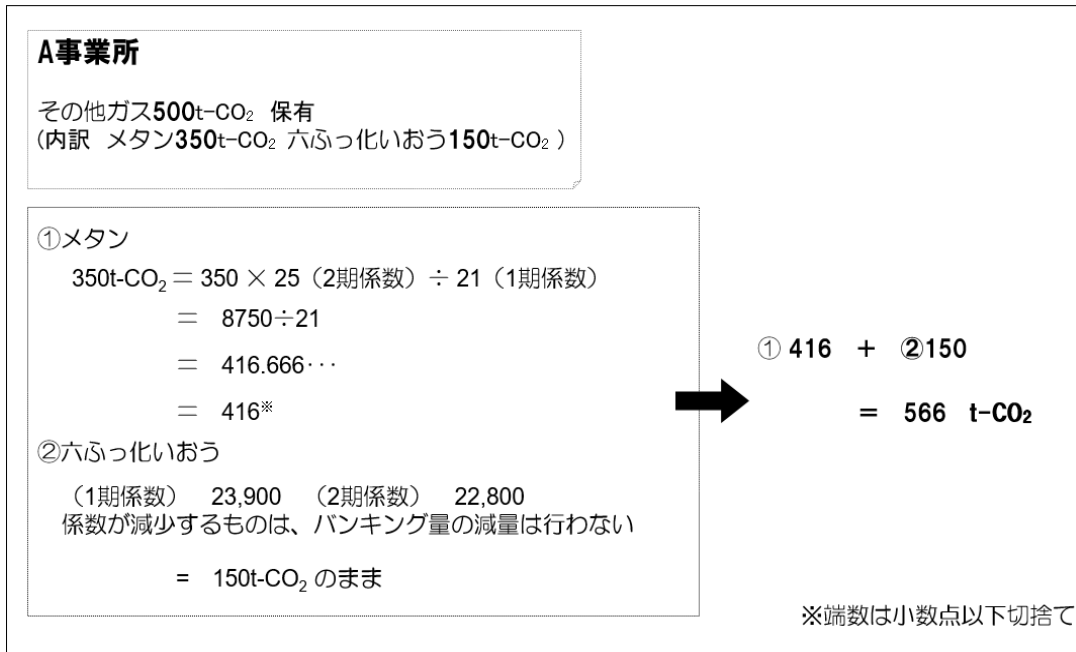 A事業所
その他ガス500t-CO₂ 保有
(内訳 メタン350t-CO₂ 六ふっ化いおう150t-CO₂ )
①メタン
350t-CO₂ ＝ 350 × 25（2期係数）÷ 21（1期係数）
＝ 8750÷21
＝ 416.666･･･
＝ 416※
②六ふっ化いおう
（1期係数） 23,900 （2期係数） 22,800
係数が減少するものは、バンキング量の減量は行わない
= 150t-CO₂ のまま
① 416 ＋ ②150
＝ 566 t-CO₂
※端数は小数点以下切捨て